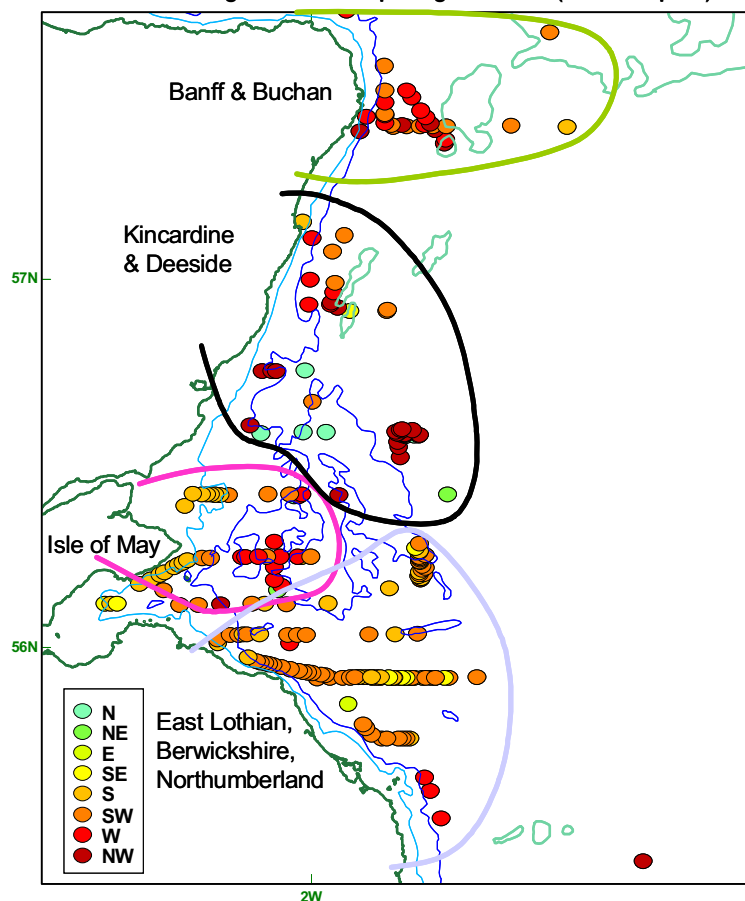 Banff & Buchan
Kincardine
& Deeside
57N
Isle of May
56N
East Lothian,
Berwickshire,
Northumberland
N
NE
E
SE
S
SW
W
NW
2W